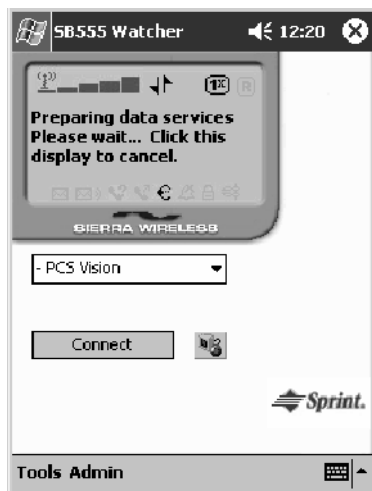 SB555 Watcher 12:20
1X R
Preparing data services
Please wait... Click this
display to cancel.
SIERRA WIRELESS
- PCS Vision
Connect
Sprint.
Tools Admin